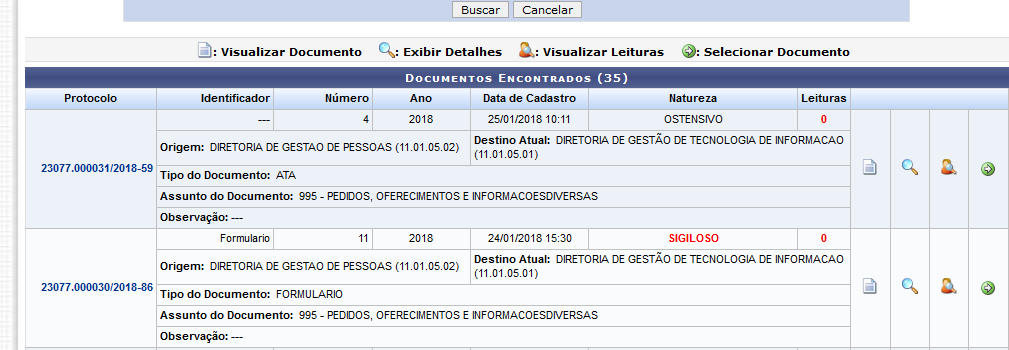 Buscar Cancelar
: Visualizar Documento : Exibir Detalhes : Visualizar Leituras : Selecionar Documento
Documentos Encontrados (35)
Protocolo Identificador Número Ano Data de Cadastro Natureza Leituras
23077.000031/2018-59 --- 4 2018 25/01/2018 10:11 OSTENSIVO 0
Origem: DIRETORIA DE GESTAO DE PESSOAS (11.01.05.02) Destino Atual: DIRETORIA DE GESTÃO DE TECNOLOGIA DE INFORMACAO
(11.01.05.01)
Tipo do Documento: ATA
Assunto do Documento: 995 - PEDIDOS, OFERECIMENTOS E INFORMACOESDIVERSAS
Observação: ---
23077.000030/2018-86 Formulario 11 2018 24/01/2018 15:30 SIGILOSO 0
Origem: DIRETORIA DE GESTAO DE PESSOAS (11.01.05.02) Destino Atual: DIRETORIA DE GESTÃO DE TECNOLOGIA DE INFORMACAO
(11.01.05.01)
Tipo do Documento: FORMULARIO
Assunto do Documento: 995 - PEDIDOS, OFERECIMENTOS E INFORMACOESDIVERSAS
Observação: ---